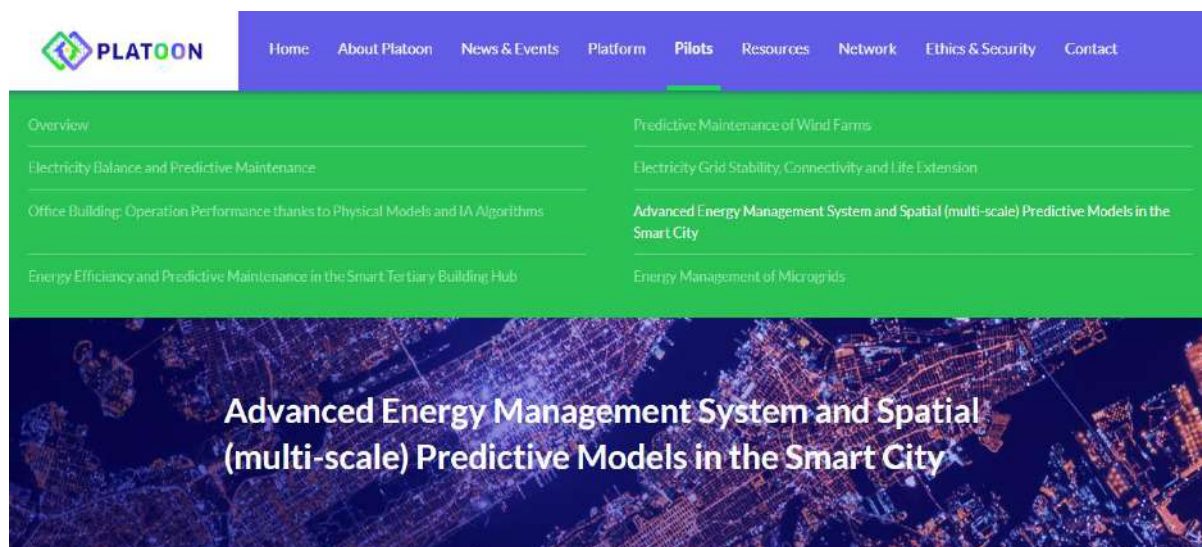 PLATOON
Home About Platoon News & Events Platform Pilots Resources Network Ethics & Security Contact
Overview
Predictive Maintenance of Wind Farms
Electricity Balance and Predictive Maintenance
Electricity Grid Stability, Connectivity and Life Extension
Office Building: Operation Performance thanks to Physical Models and IA Algorithms
Advanced Energy Management System and Spatial (multi-scale) Predictive Models in the
Smart City
Energy Efficiency and Predictive Maintenance in the Smart Tertiary Building Hub
Energy Management of Microgrids
Advanced Energy Management System and Spatial
(multi-scale) Predictive Models in the Smart City